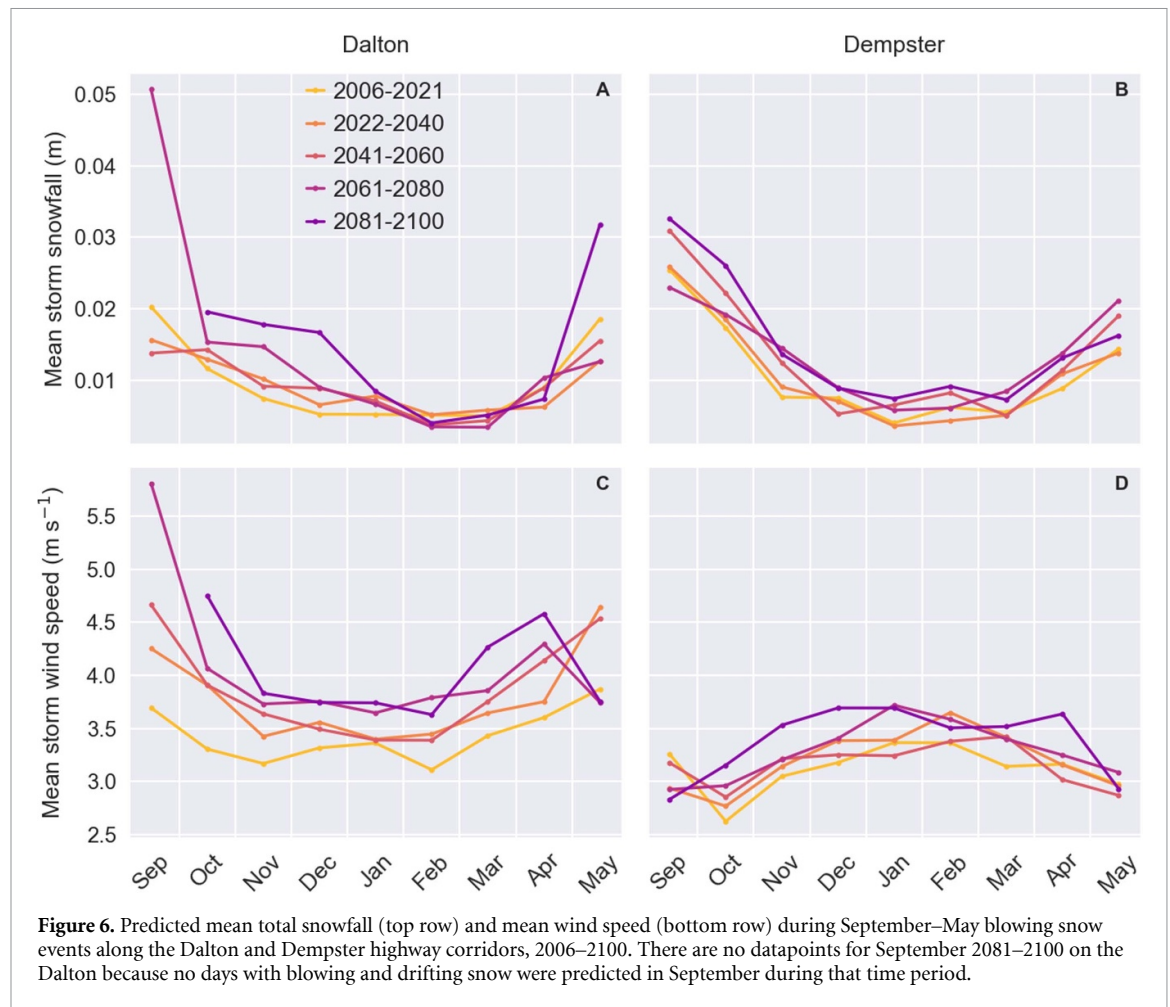 Dalton
Dempster
A
B
0.05
0.04
0.03
0.02
0.01
Mean storm snowfall (m)
2006-2021
2022-2040
2041-2060
2061-2080
2081-2100
C
D
5.5
5.0
4.5
4.0
3.5
3.0
2.5
Mean storm wind speed (m s⁻¹)
Sep Oct Nov Dec Jan Feb Mar Apr May
Sep Oct Nov Dec Jan Feb Mar Apr May
Figure 6. Predicted mean total snowfall (top row) and mean wind speed (bottom row) during September–May blowing snow
events along the Dalton and Dempster highway corridors, 2006–2100. There are no datapoints for September 2081–2100 on the
Dalton because no days with blowing and drifting snow were predicted in September during that time period.